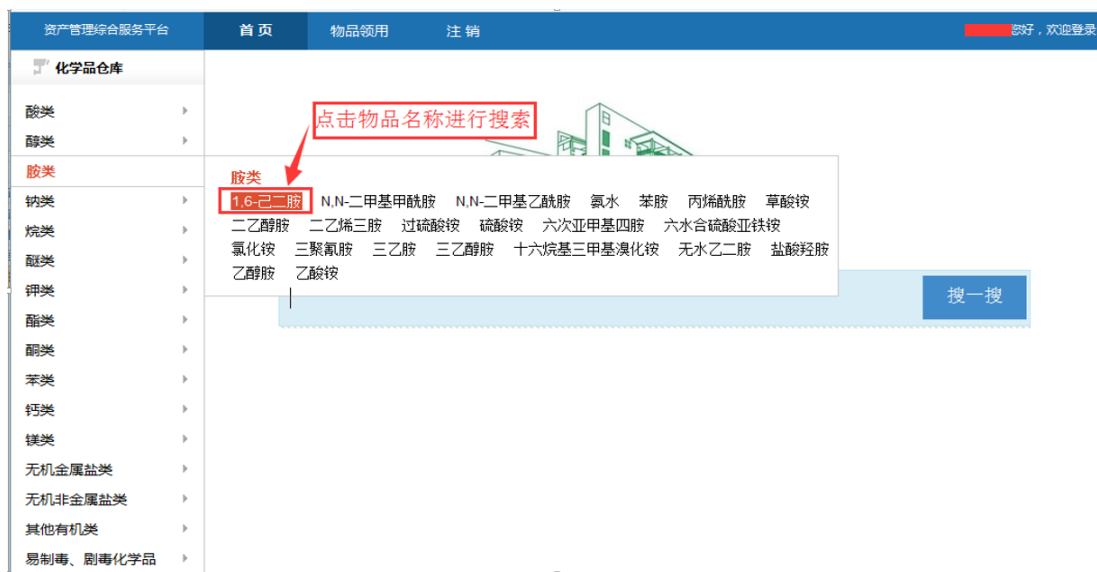 资产管理综合服务平台 首 页 物品领用 注 销 您好，欢迎登录
化学品仓库
酸类
点击物品名称进行搜索
醇类
胺类
胺类
1,6-己二胺 N,N-二甲基甲酰胺 N,N-二甲基乙酰胺 氨水 苯胺 丙烯酰胺 草酸铵
二乙醇胺 二乙烯三胺 过硫酸铵 硫酸铵 六次亚甲基四胺 六水合硫酸亚铁铵
氯化铵 三聚氰胺 三乙胺 三乙醇胺 十六烷基三甲基溴化铵 无水乙二胺 盐酸羟胺
乙醇胺 乙酸铵
钠类
烷类
醚类
钾类
搜一搜
酯类
酮类
苯类
钙类
镁类
无机金属盐类
无机非金属盐类
其他有机类
易制毒、剧毒化学品